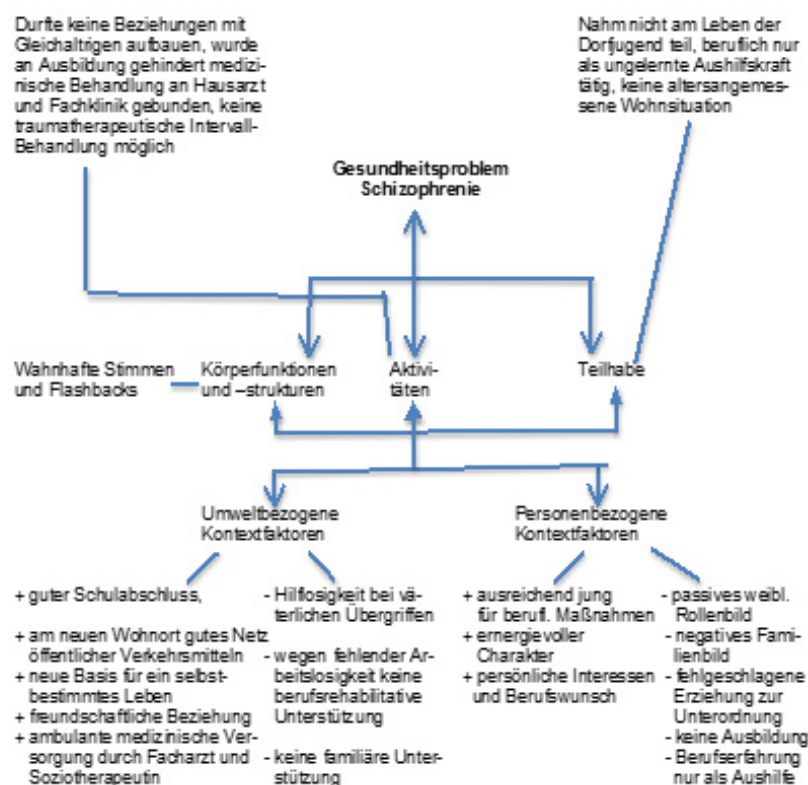 Durfte keine Beziehungen mit
Gleichaltrigen aufbauen, wurde
an Ausbildung gehindert medizi-
nische Behandlung an Hausarzt
und Fachklinik gebunden, keine
traumatherapeutische Intervall-
Behandlung möglich
Nahm nicht am Leben der
Dorfjugend teil, beruflich nur
als ungelernte Aushilfskraft
tätig, keine altersangemes-
sene Wohnsituation
Gesundheitsproblem
Schizophrenie
Wahnhafte Stimmen
und Flashbacks
Körperfunktionen
und –strukturen
Aktivi-
täten
Teilhabe
Umweltbezogene
Kontextfaktoren
Personenbezogene
Kontextfaktoren
+ guter Schulabschluss,
+ am neuen Wohnort gutes Netz
öffentlicher Verkehrsmitteln
+ neue Basis für ein selbst-
bestimmtes Leben
+ freundschaftliche Beziehung
+ ambulante medizinische Ver-
sorgung durch Facharzt und
Soziotherapeutin
- Hilflosigkeit bei vä-
terlichen Übergriffen
- wegen fehlender Ar-
beitslosigkeit keine
berufsrehabilitative
Unterstützung
- keine familiäre Unter-
stützung
+ ausreichend jung
für berufl. Maßnahmen
+ ernergievoller
Charakter
+ persönliche Interessen
und Berufswunsch
- passives weibl.
Rollenbild
- negatives Fami-
lienbild
- fehlgeschlagene
Erziehung zur
Unterordnung
- keine Ausbildung
- Berufserfahrung
nur als Aushilfe